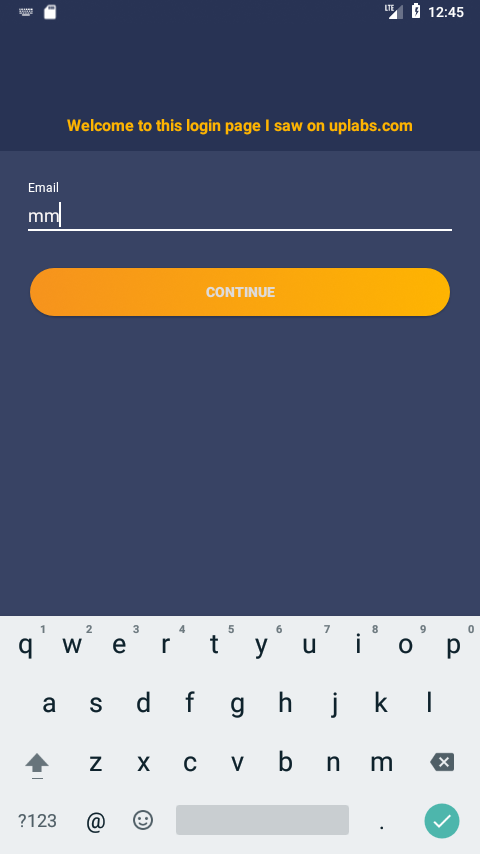 LTE 12:45
Welcome to this login page I saw on uplabs.com
Email
mm
CONTINUE
1 2 3 4 5 6 7 8 9 0
q w e r t y u i o p
a s d f g h j k l
z x c v b n m
?123 @ .